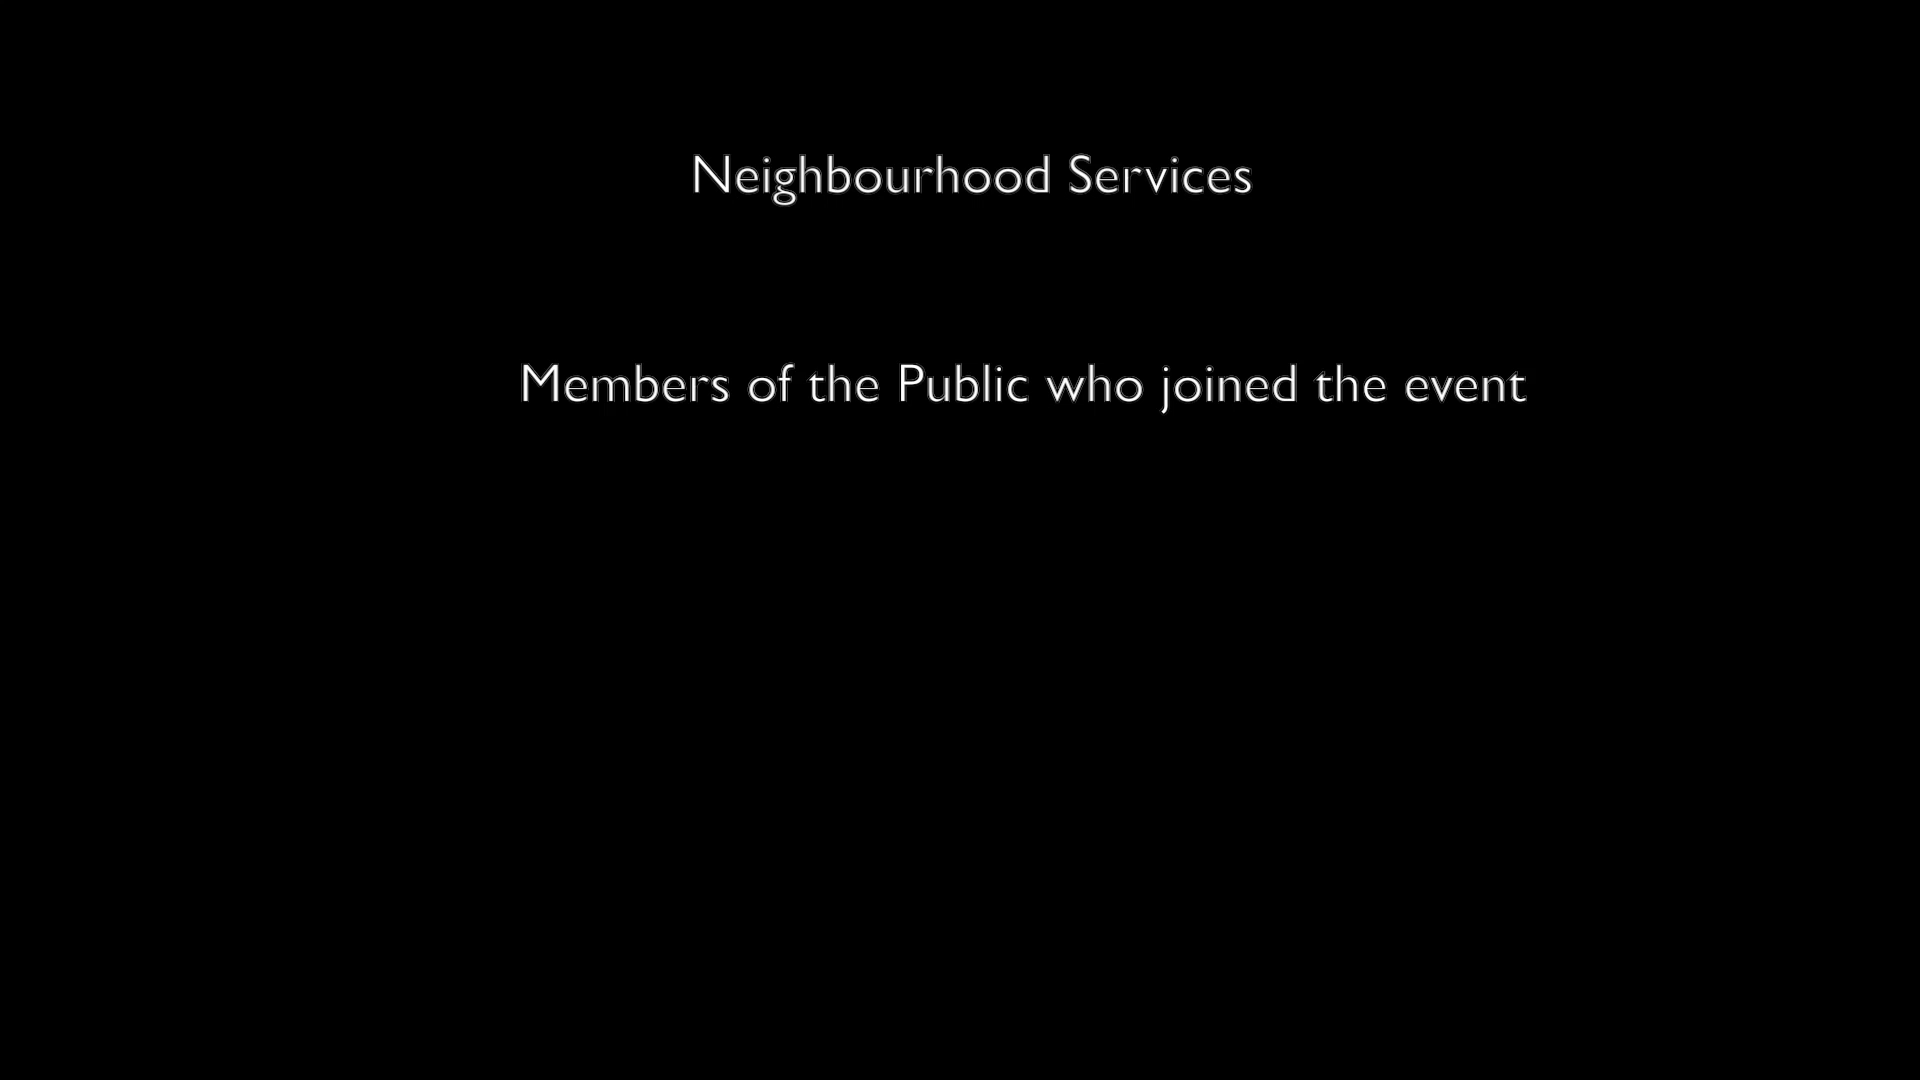 Neighbourhood Services
Members of the Public who joined the event